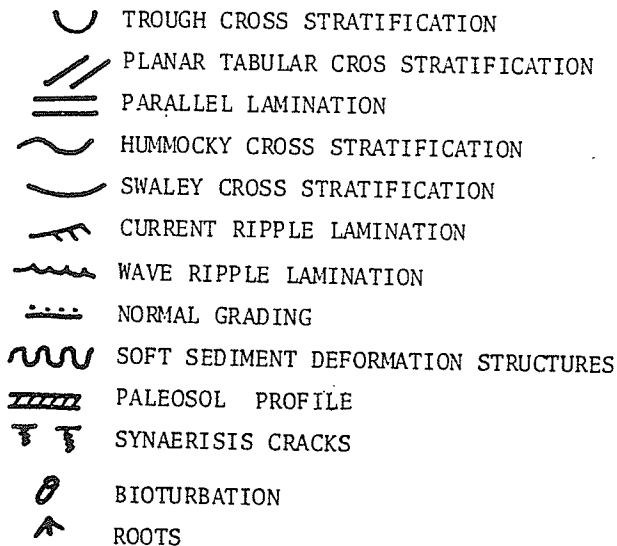 TROUGH CROSS STRATIFICATION
PLANAR TABULAR CROS STRATIFICATION
PARALLEL LAMINATION
HUMMOCKY CROSS STRATIFICATION
SWALEY CROSS STRATIFICATION
CURRENT RIPPLE LAMINATION
WAVE RIPPLE LAMINATION
NORMAL GRADING
SOFT SEDIMENT DEFORMATION STRUCTURES
PALEOSOL PROFILE
SYNAERISIS CRACKS
BIOTURBATION
ROOTS